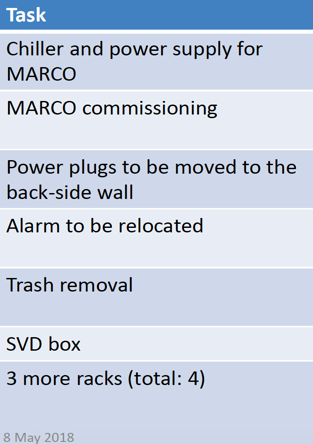 Task
Chiller and power supply for
MARCO
MARCO commissioning
Power plugs to be moved to the
back-side wall
Alarm to be relocated
Trash removal
SVD box
3 more racks (total: 4)
8 May 2018